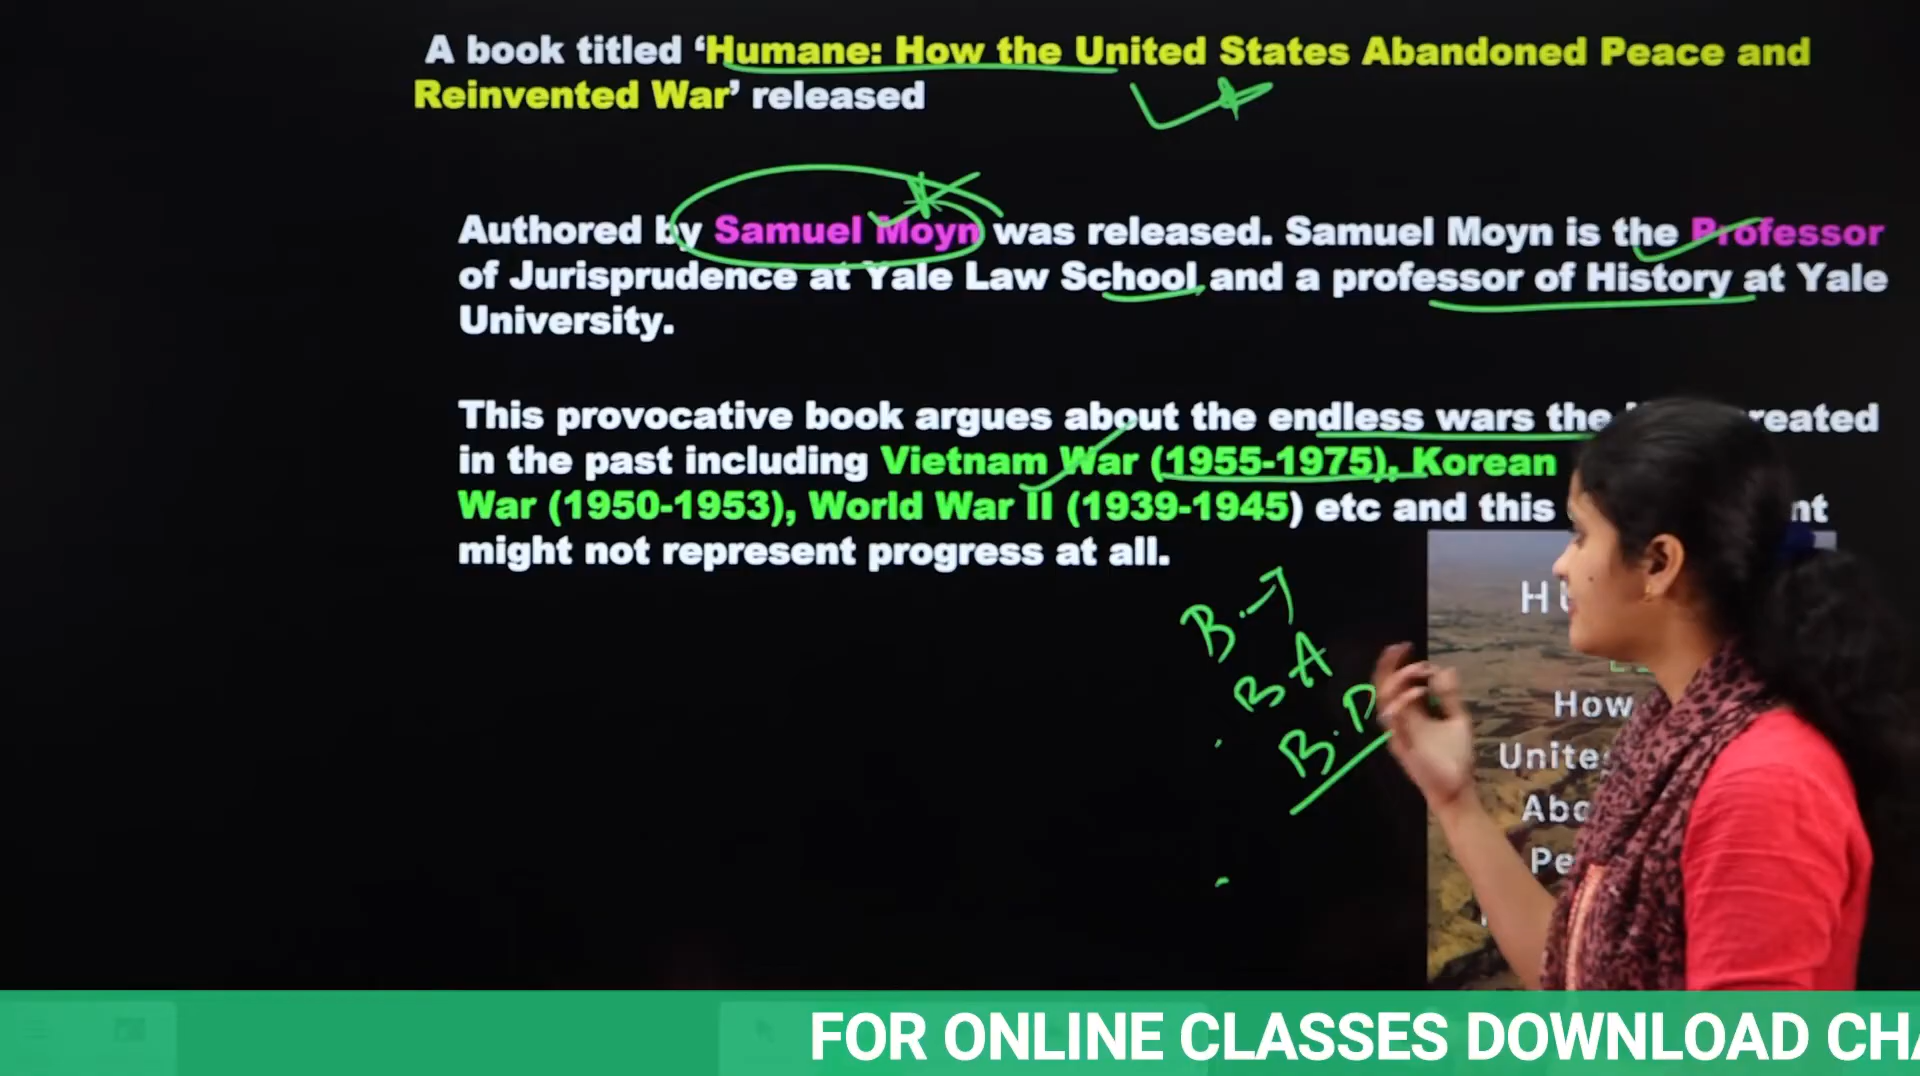 A book titled ‘Humane: How the United States Abandoned Peace and
Reinvented War’ released
Authored by Samuel Moyn was released. Samuel Moyn is the Professor
of Jurisprudence at Yale Law School and a professor of History at Yale
University.
This provocative book argues about the endless wars the
in the past including Vietnam War (1955-1975), Korean
War (1950-1953), World War II (1939-1945) etc and this
might not represent progress at all.
B.
B A
B. D
How
FOR ONLINE CLASSES DOWNLOAD